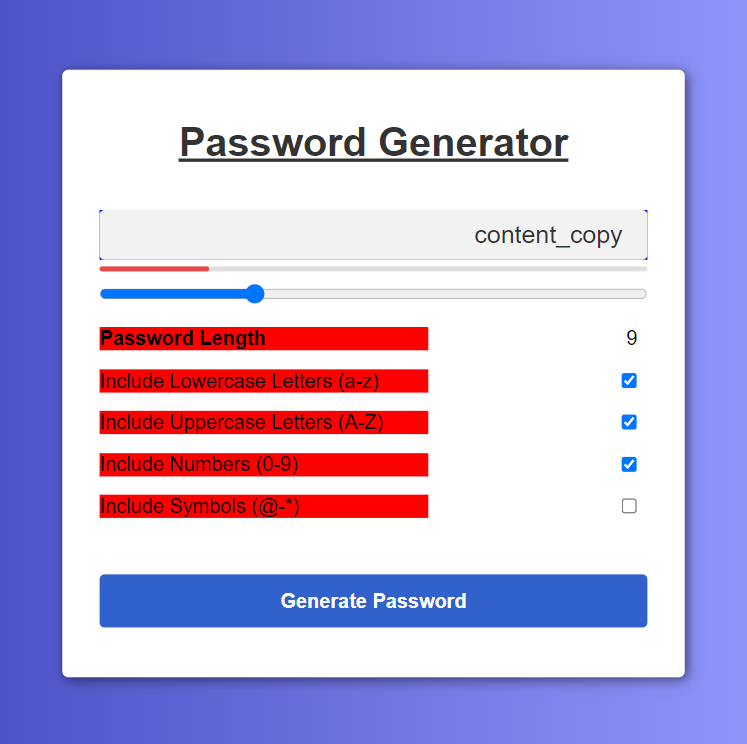 Password Generator
content_copy
Password Length 9
Include Lowercase Letters (a-z)
Include Uppercase Letters (A-Z)
Include Numbers (0-9)
Include Symbols (@-*)
Generate Password